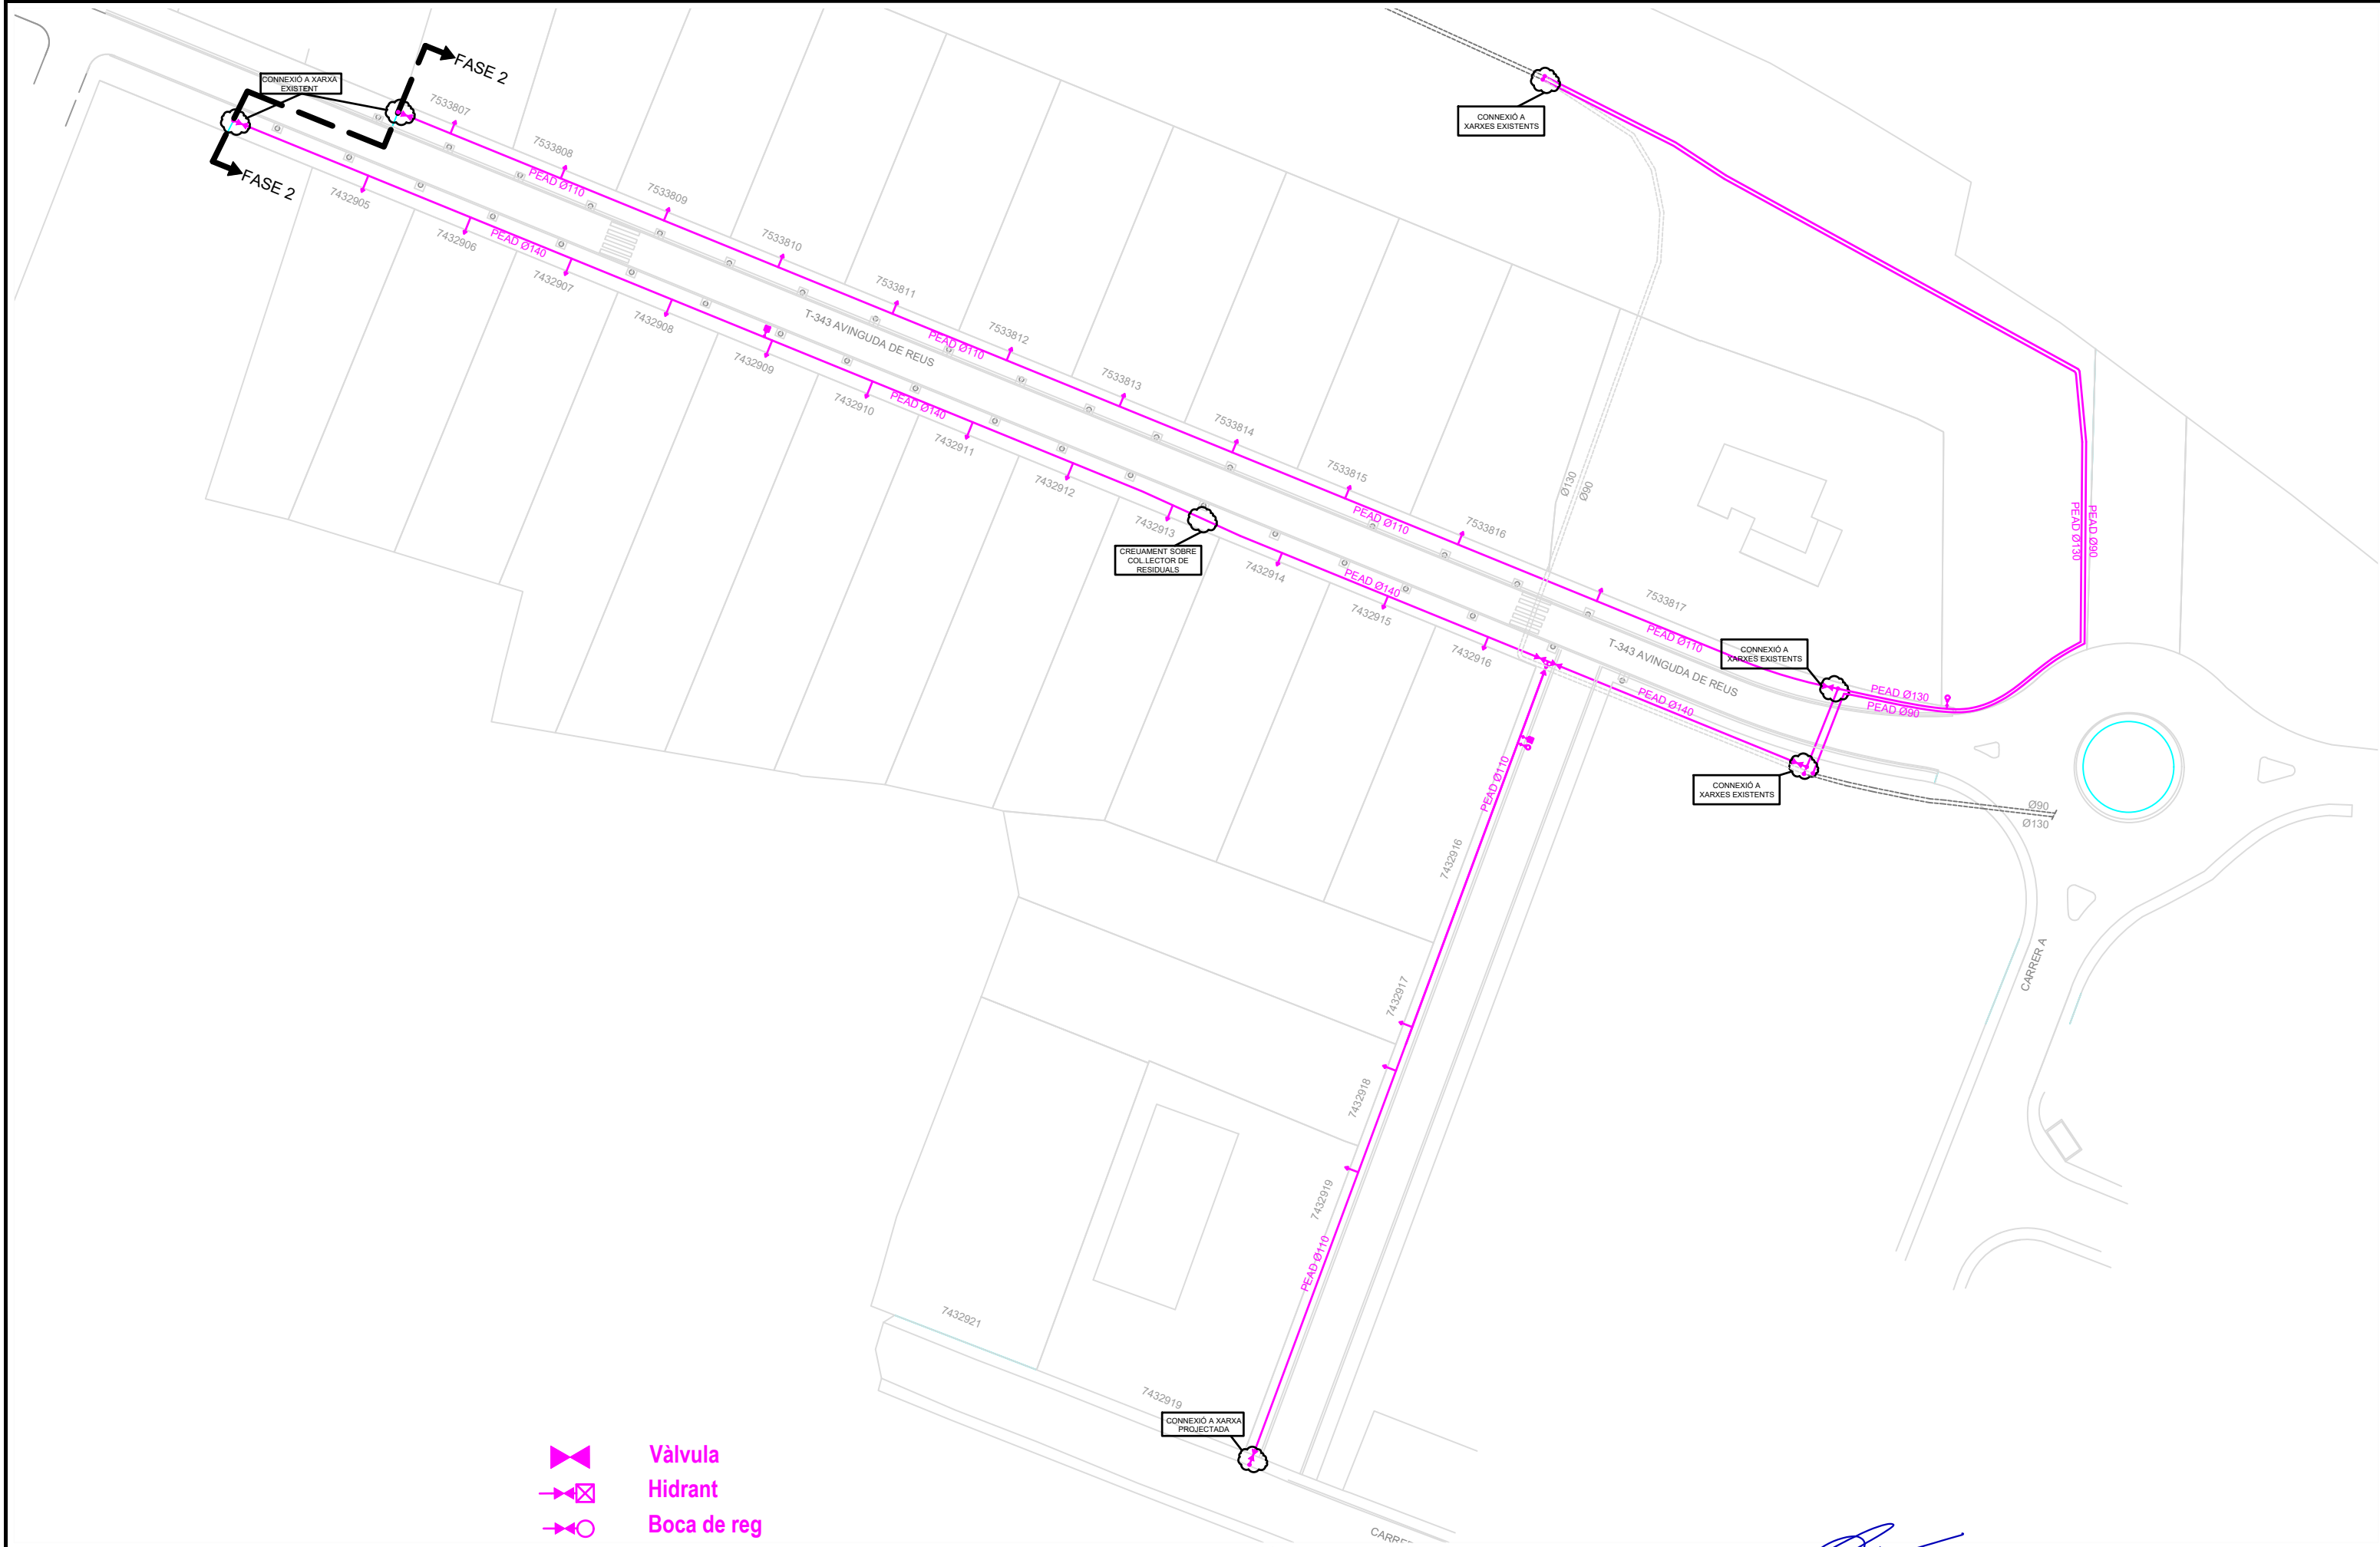 FASE 2
CONNEXIÓ A XARXA
EXISTENT
FASE 2
7533807
7533808
7533809
7533810
7533811
7533812
7533813
7533814
7533815
7533816
7533817
PEAD Ø110
PEAD Ø110
PEAD Ø110
PEAD Ø110
T-343 AVINGUDA DE REUS
T-343 AVINGUDA DE REUS
7432905
7432906
7432907
7432908
7432909
7432910
7432911
7432912
7432913
7432914
7432915
7432916
PEAD Ø140
PEAD Ø140
PEAD Ø140
PEAD Ø140
CREUAMENT SOBRE
COL.LECTOR DE
RESIDUALS
CONNEXIÓ A
XARXES EXISTENTS
Ø130
Ø90
PEAD Ø130
PEAD Ø90
CONNEXIÓ A
XARXES EXISTENTS
PEAD Ø130
PEAD Ø90
CONNEXIÓ A
XARXES EXISTENTS
Ø90
Ø130
CARRER A
PEAD Ø110
7432916
7432917
7432918
7432919
PEAD Ø110
7432921
7432919
CONNEXIÓ A XARXA
PROJECTADA
Vàlvula
Hidrant
Boca de reg